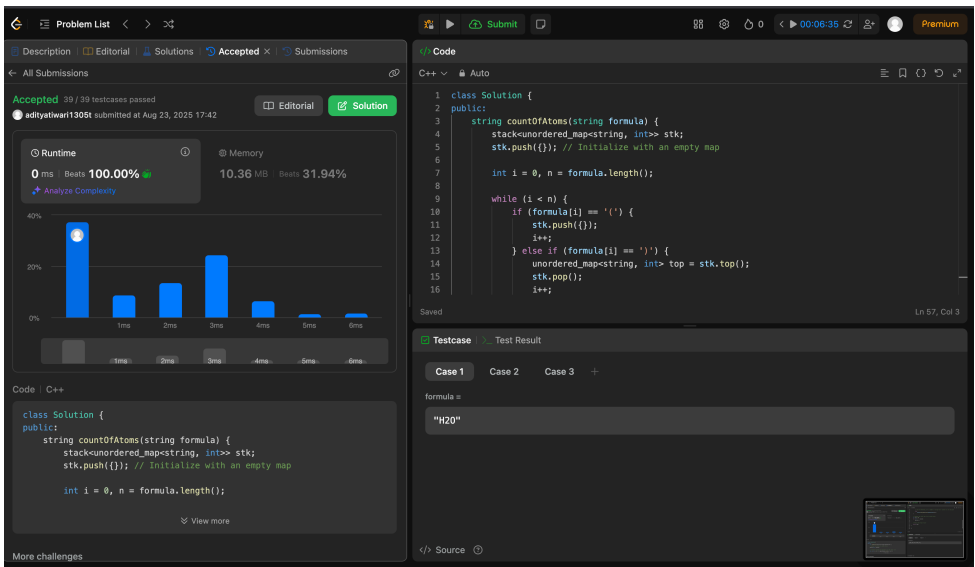 Problem List
Submit
0
00:06:35
Premium
Description | Editorial | Solutions | Accepted × | Submissions
← All Submissions
Accepted 39 / 39 testcases passed
adityatiwari1305t submitted at Aug 23, 2025 17:42
Editorial
Solution
Runtime
0 ms | Beats 100.00%
Analyze Complexity
Memory
10.36 MB | Beats 31.94%
40%
20%
0%
1ms 2ms 3ms 4ms 5ms 6ms
1ms 2ms 3ms 4ms 5ms 6ms
Code | C++
class Solution {
public:
string countOfAtoms(string formula) {
stack<unordered_map<string, int>> stk;
stk.push({}); // Initialize with an empty map
int i = 0, n = formula.length();
View more
More challenges
</> Code
C++ Auto
1 class Solution {
2 public:
3 string countOfAtoms(string formula) {
4 stack<unordered_map<string, int>> stk;
5 stk.push({}); // Initialize with an empty map
6
7 int i = 0, n = formula.length();
8
9 while (i < n) {
10 if (formula[i] == '(') {
11 stk.push({});
12 i++;
13 } else if (formula[i] == ')') {
14 unordered_map<string, int> top = stk.top();
15 stk.pop();
16 i++;
Saved
Ln 57, Col 3
Testcase | >_ Test Result
Case 1 Case 2 Case 3 +
formula =
"H2O"
</> Source